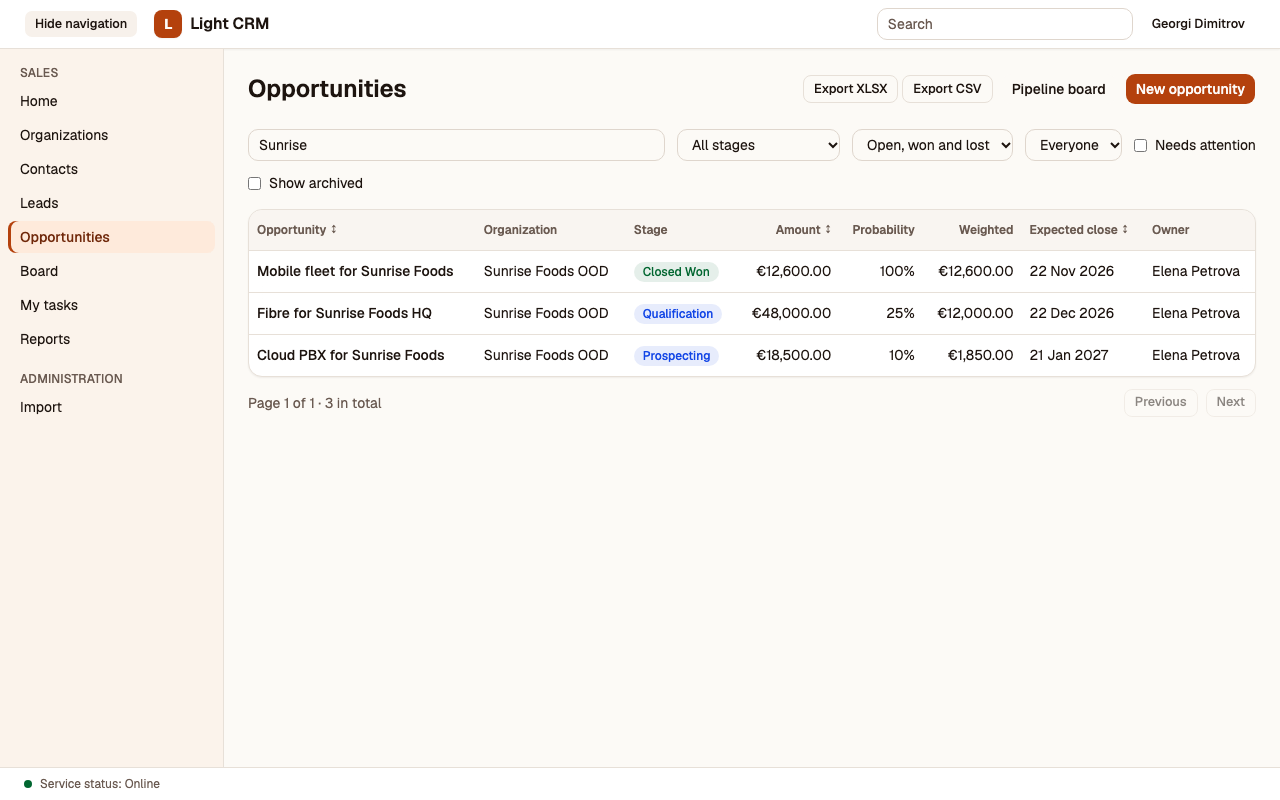 Hide navigation
L
Light CRM
Search
Georgi Dimitrov
SALES
Home
Organizations
Contacts
Leads
Opportunities
Board
My tasks
Reports
ADMINISTRATION
Import
Opportunities
Export XLSX
Export CSV
Pipeline board
New opportunity
Sunrise
All stages
Open, won and lost
Everyone
Needs attention
Show archived
Opportunity ↕ Organization Stage Amount ↕ Probability Weighted Expected close ↕ Owner
Mobile fleet for Sunrise Foods Sunrise Foods OOD Closed Won €12,600.00 100% €12,600.00 22 Nov 2026 Elena Petrova
Fibre for Sunrise Foods HQ Sunrise Foods OOD Qualification €48,000.00 25% €12,000.00 22 Dec 2026 Elena Petrova
Cloud PBX for Sunrise Foods Sunrise Foods OOD Prospecting €18,500.00 10% €1,850.00 21 Jan 2027 Elena Petrova
Page 1 of 1 · 3 in total
Previous
Next
Service status: Online